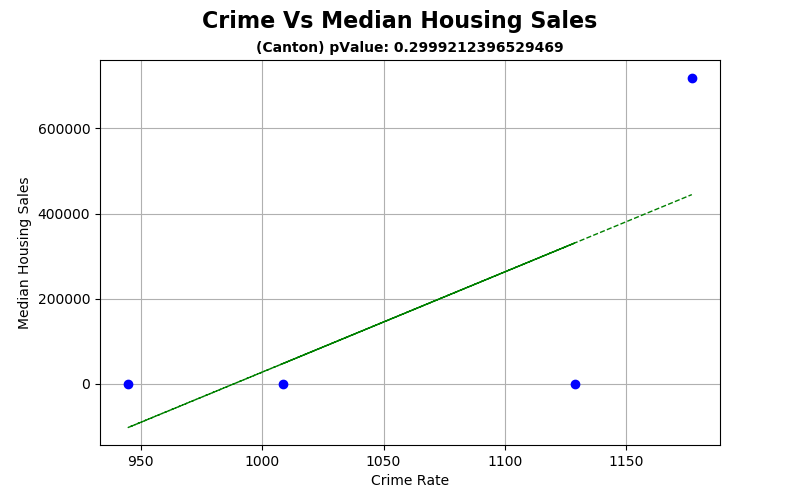 Crime Vs Median Housing Sales
(Canton) pValue: 0.2999212396529469
600000
400000
200000
0
Median Housing Sales
950 1000 1050 1100 1150
Crime Rate